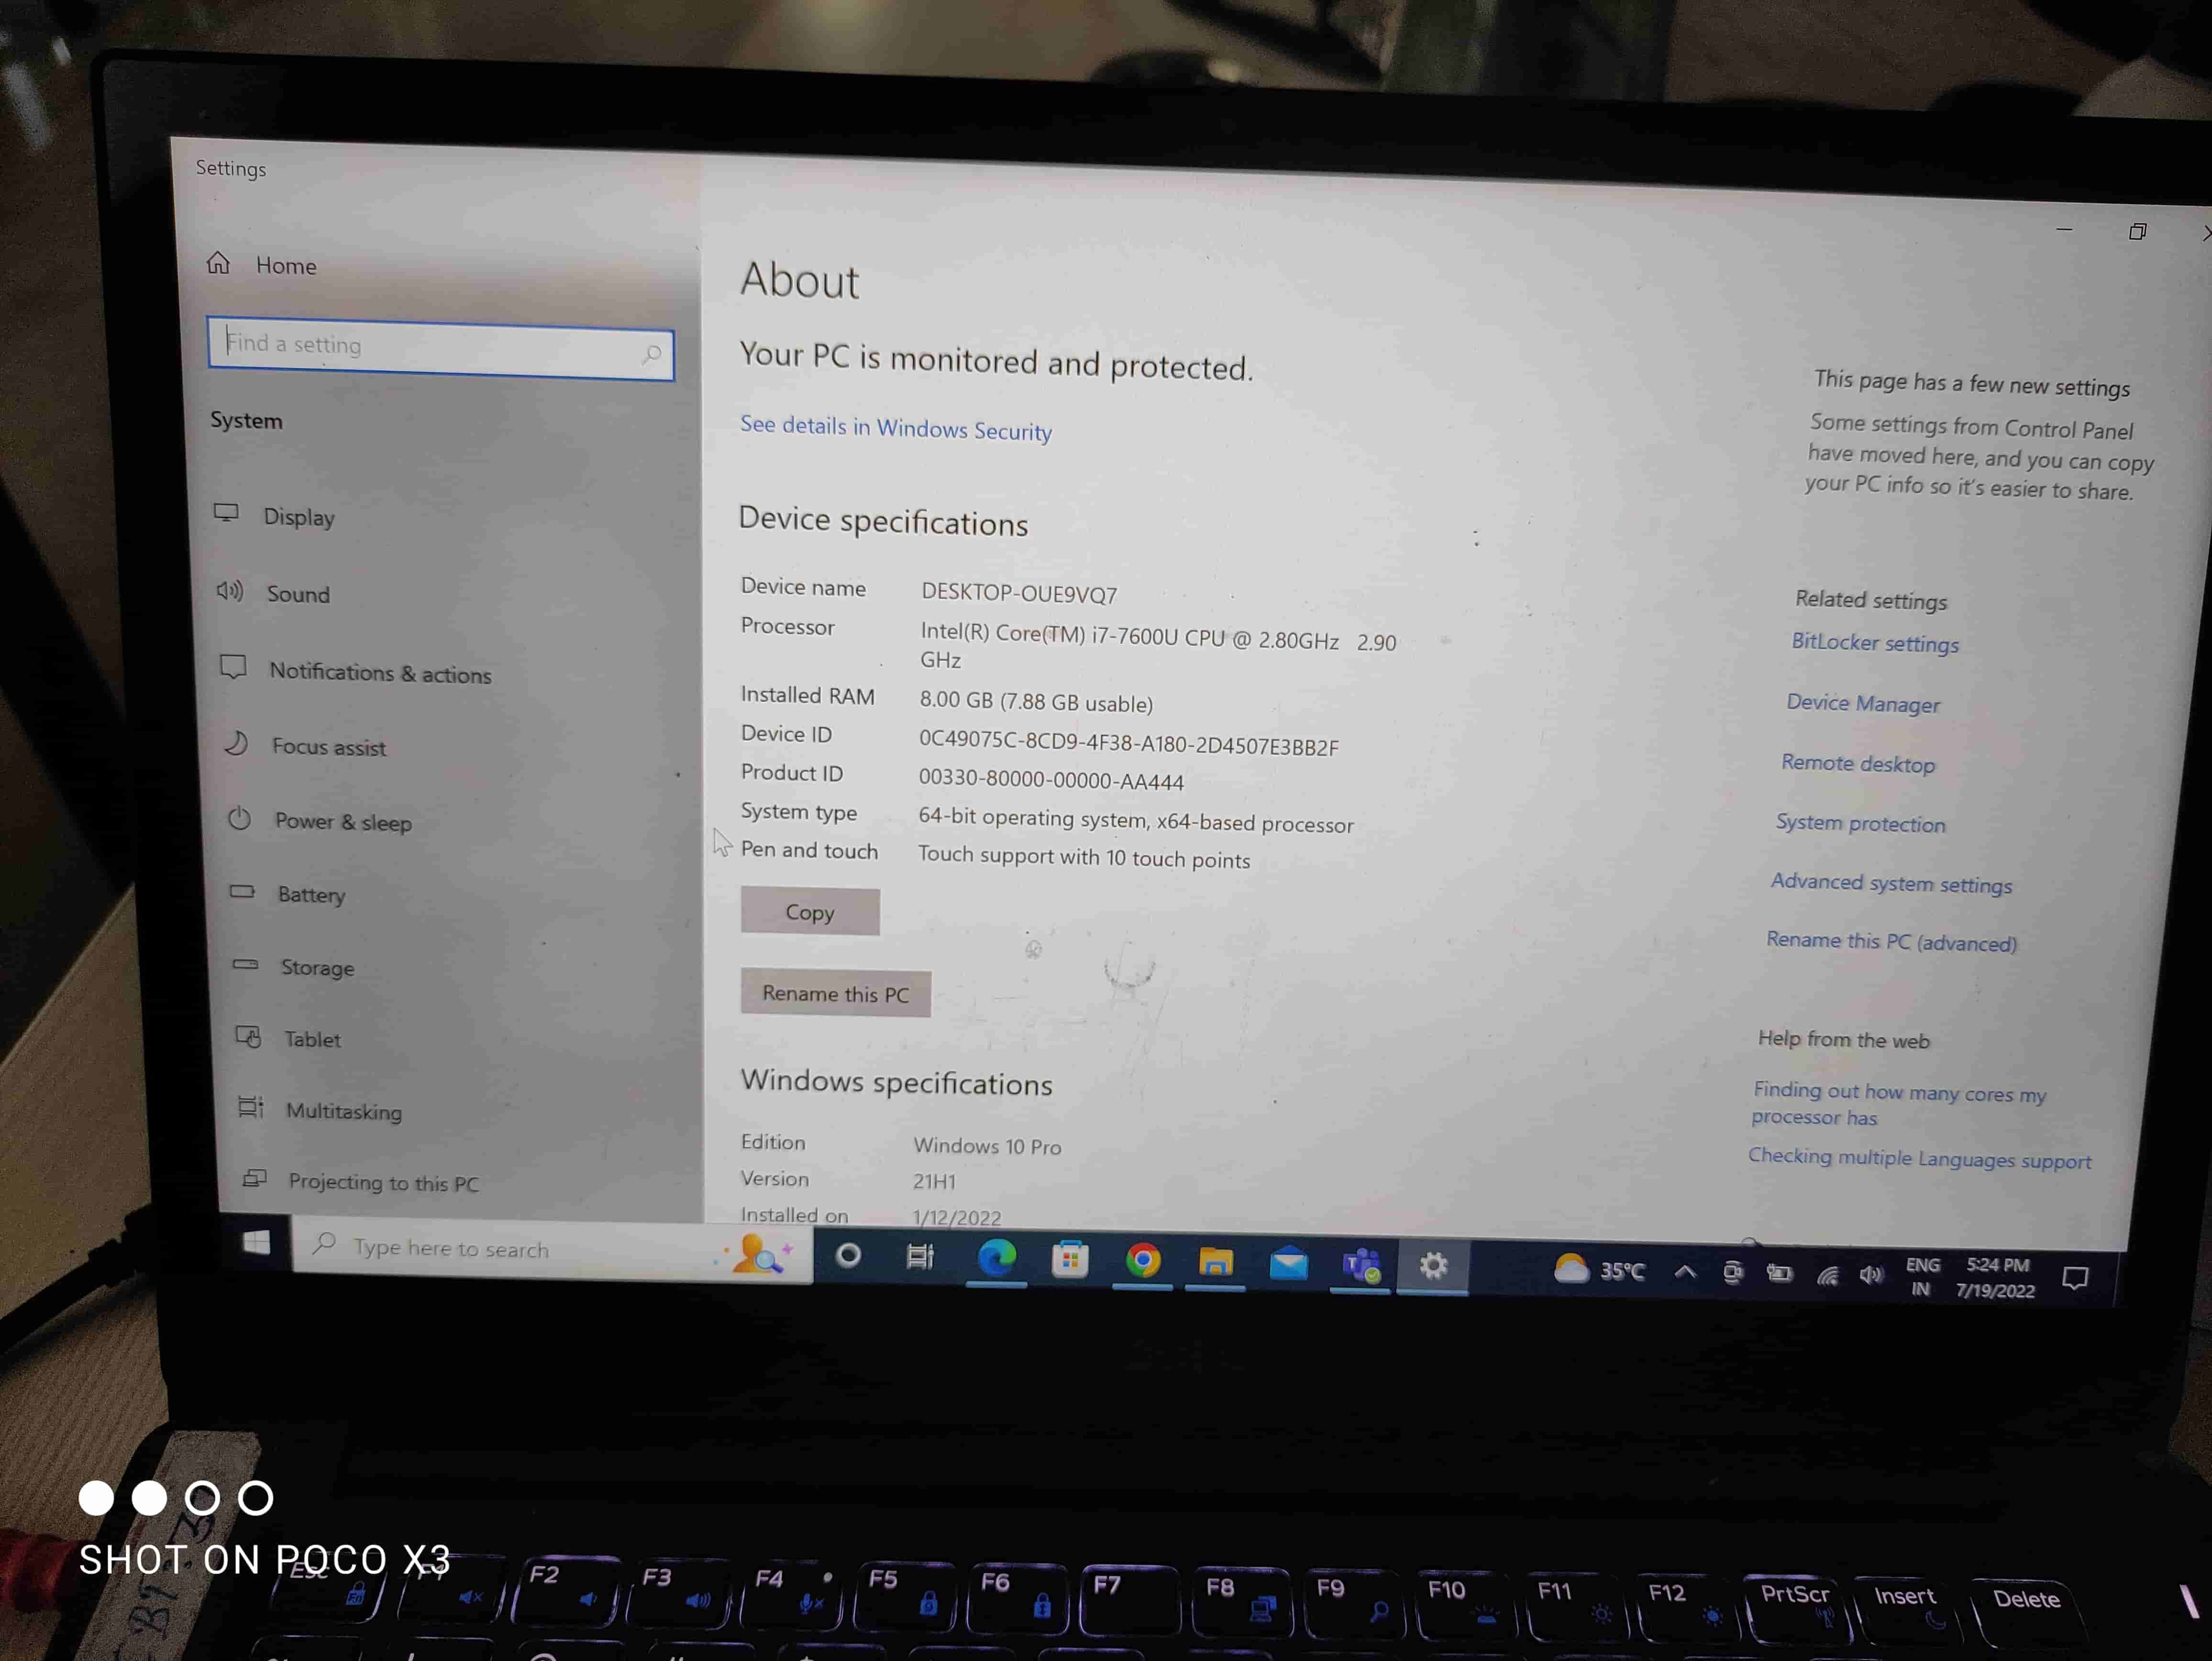 Settings
Home
Find a setting
System
Display
Sound
Notifications & actions
Focus assist
Power & sleep
Battery
Storage
Tablet
Multitasking
Projecting to this PC
About
Your PC is monitored and protected.
See details in Windows Security
Device specifications
Device name DESKTOP-OUE9VQ7
Processor Intel(R) Core(TM) i7-7600U CPU @ 2.80GHz 2.90
GHz
Installed RAM 8.00 GB (7.88 GB usable)
Device ID 0C49075C-8CD9-4F38-A180-2D4507E3BB2F
Product ID 00330-80000-00000-AA444
System type 64-bit operating system, x64-based processor
Pen and touch Touch support with 10 touch points
Copy
Rename this PC
Windows specifications
Edition Windows 10 Pro
Version 21H1
Installed on 1/12/2022
This page has a few new settings
Some settings from Control Panel
have moved here, and you can copy
your PC info so it's easier to share.
Related settings
BitLocker settings
Device Manager
Remote desktop
System protection
Advanced system settings
Rename this PC (advanced)
Help from the web
Finding out how many cores my
processor has
Checking multiple Languages support
Type here to search
35°C
ENG
IN
5:24 PM
7/19/2022
SHOT ON POCO X3
Esc F1 F2 F3 F4 F5 F6 F7 F8 F9 F10 F11 F12 PrtScr Insert Delete